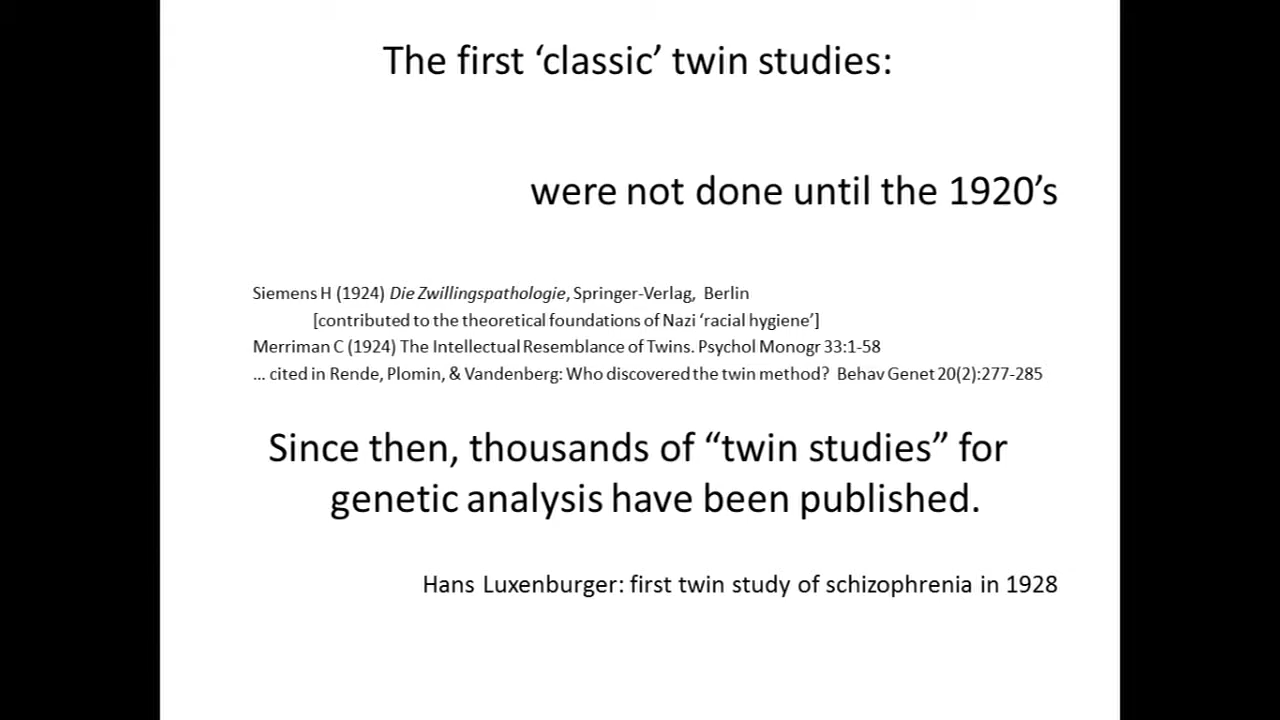 The first ‘classic’ twin studies:
were not done until the 1920’s
Siemens H (1924) Die Zwillingspathologie, Springer-Verlag, Berlin
[contributed to the theoretical foundations of Nazi ‘racial hygiene’]
Merriman C (1924) The Intellectual Resemblance of Twins. Psychol Monogr 33:1-58
... cited in Rende, Plomin, & Vandenberg: Who discovered the twin method? Behav Genet 20(2):277-285
Since then, thousands of “twin studies” for
genetic analysis have been published.
Hans Luxenburger: first twin study of schizophrenia in 1928